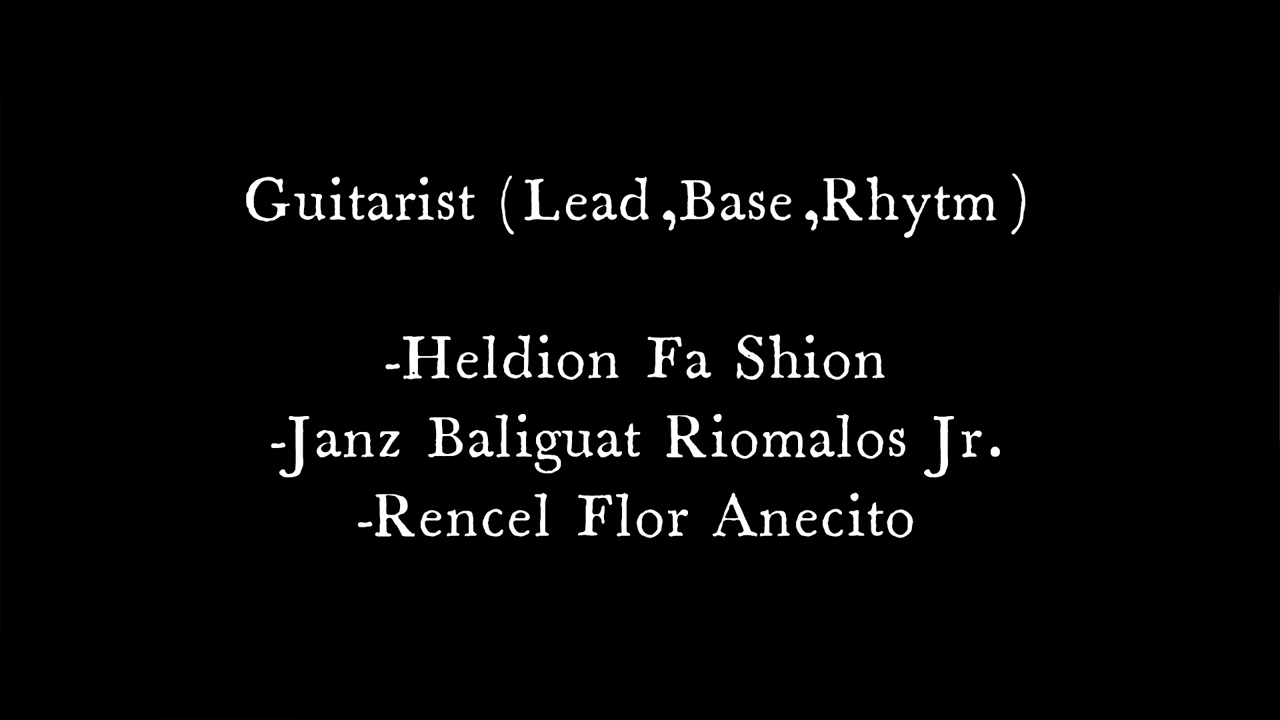 Guitarist (Lead ,Base ,Rhytm )
-Heldion Fa Shion
-Janz Baliguat Riomalos Jr.
-Rencel Flor Anecito